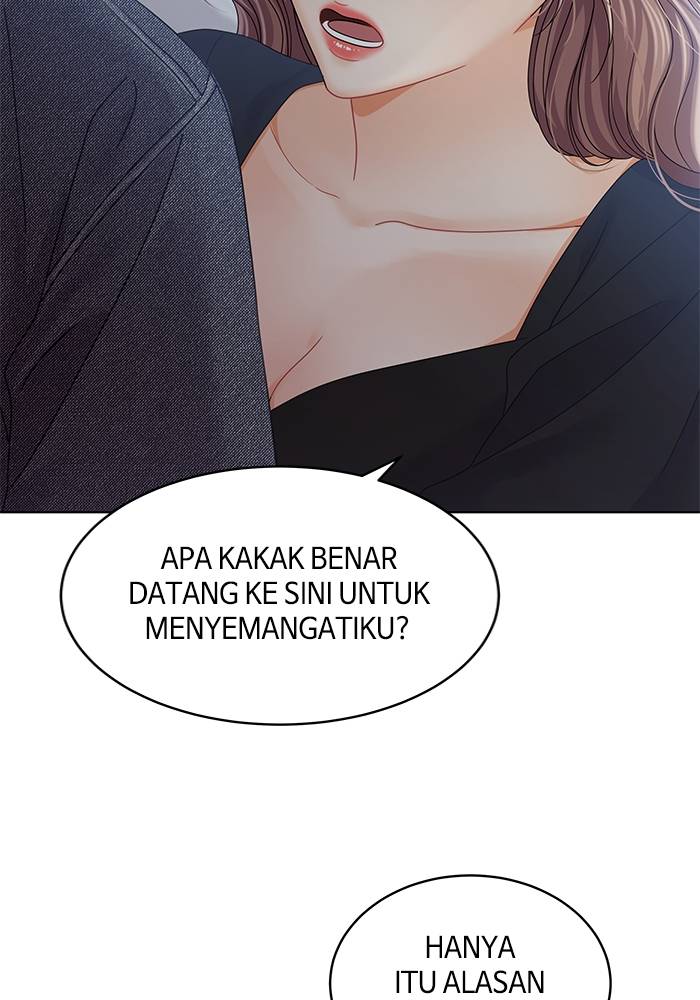 APA KAKAK BENAR
DATANG KE SINI UNTUK
MENYEMANGATIKU?
HANYA
ITU ALASAN